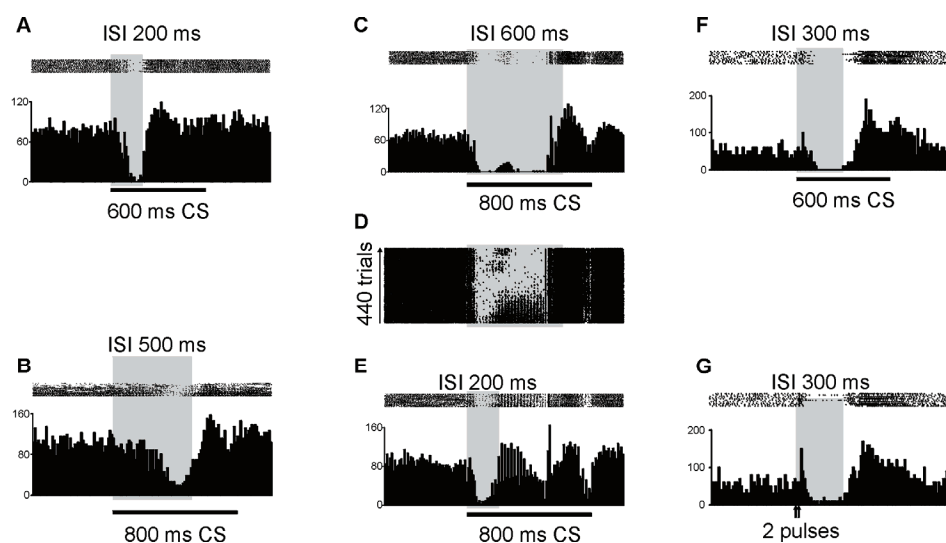 A
ISI 200 ms
120
60
0
600 ms CS
B
ISI 500 ms
160
80
0
800 ms CS
C
ISI 600 ms
120
60
0
800 ms CS
D
440 trials
E
ISI 200 ms
160
80
0
800 ms CS
F
ISI 300 ms
200
100
0
600 ms CS
G
ISI 300 ms
200
100
0
2 pulses